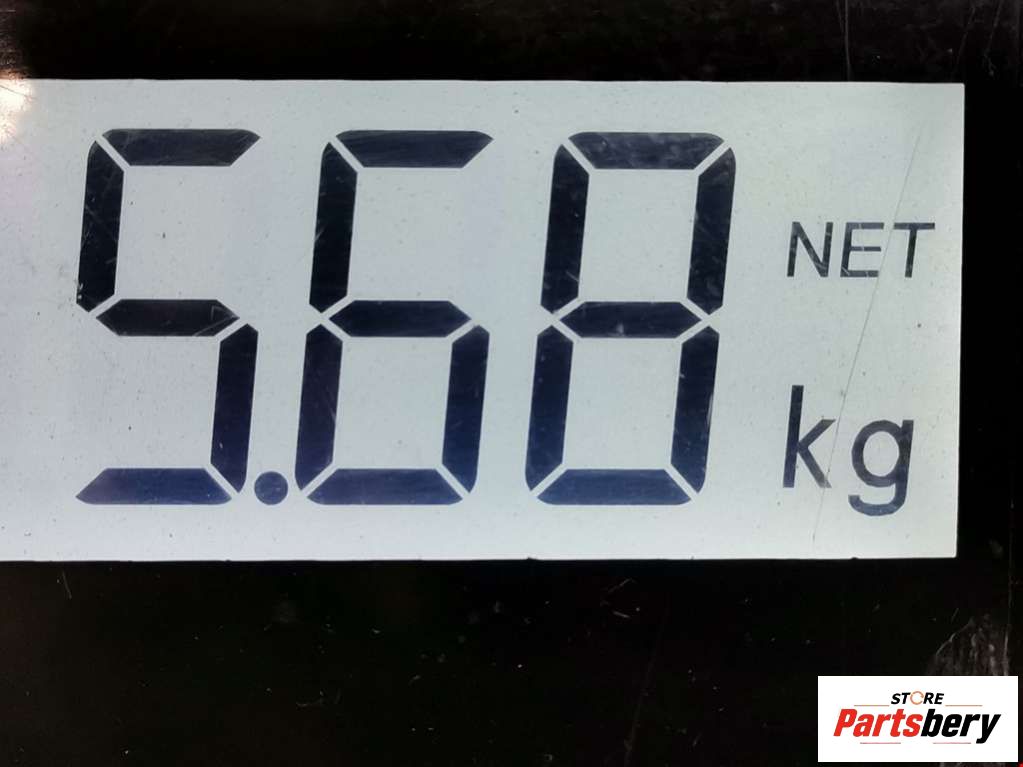 5.68 NET
kg
STORE
Partsbery